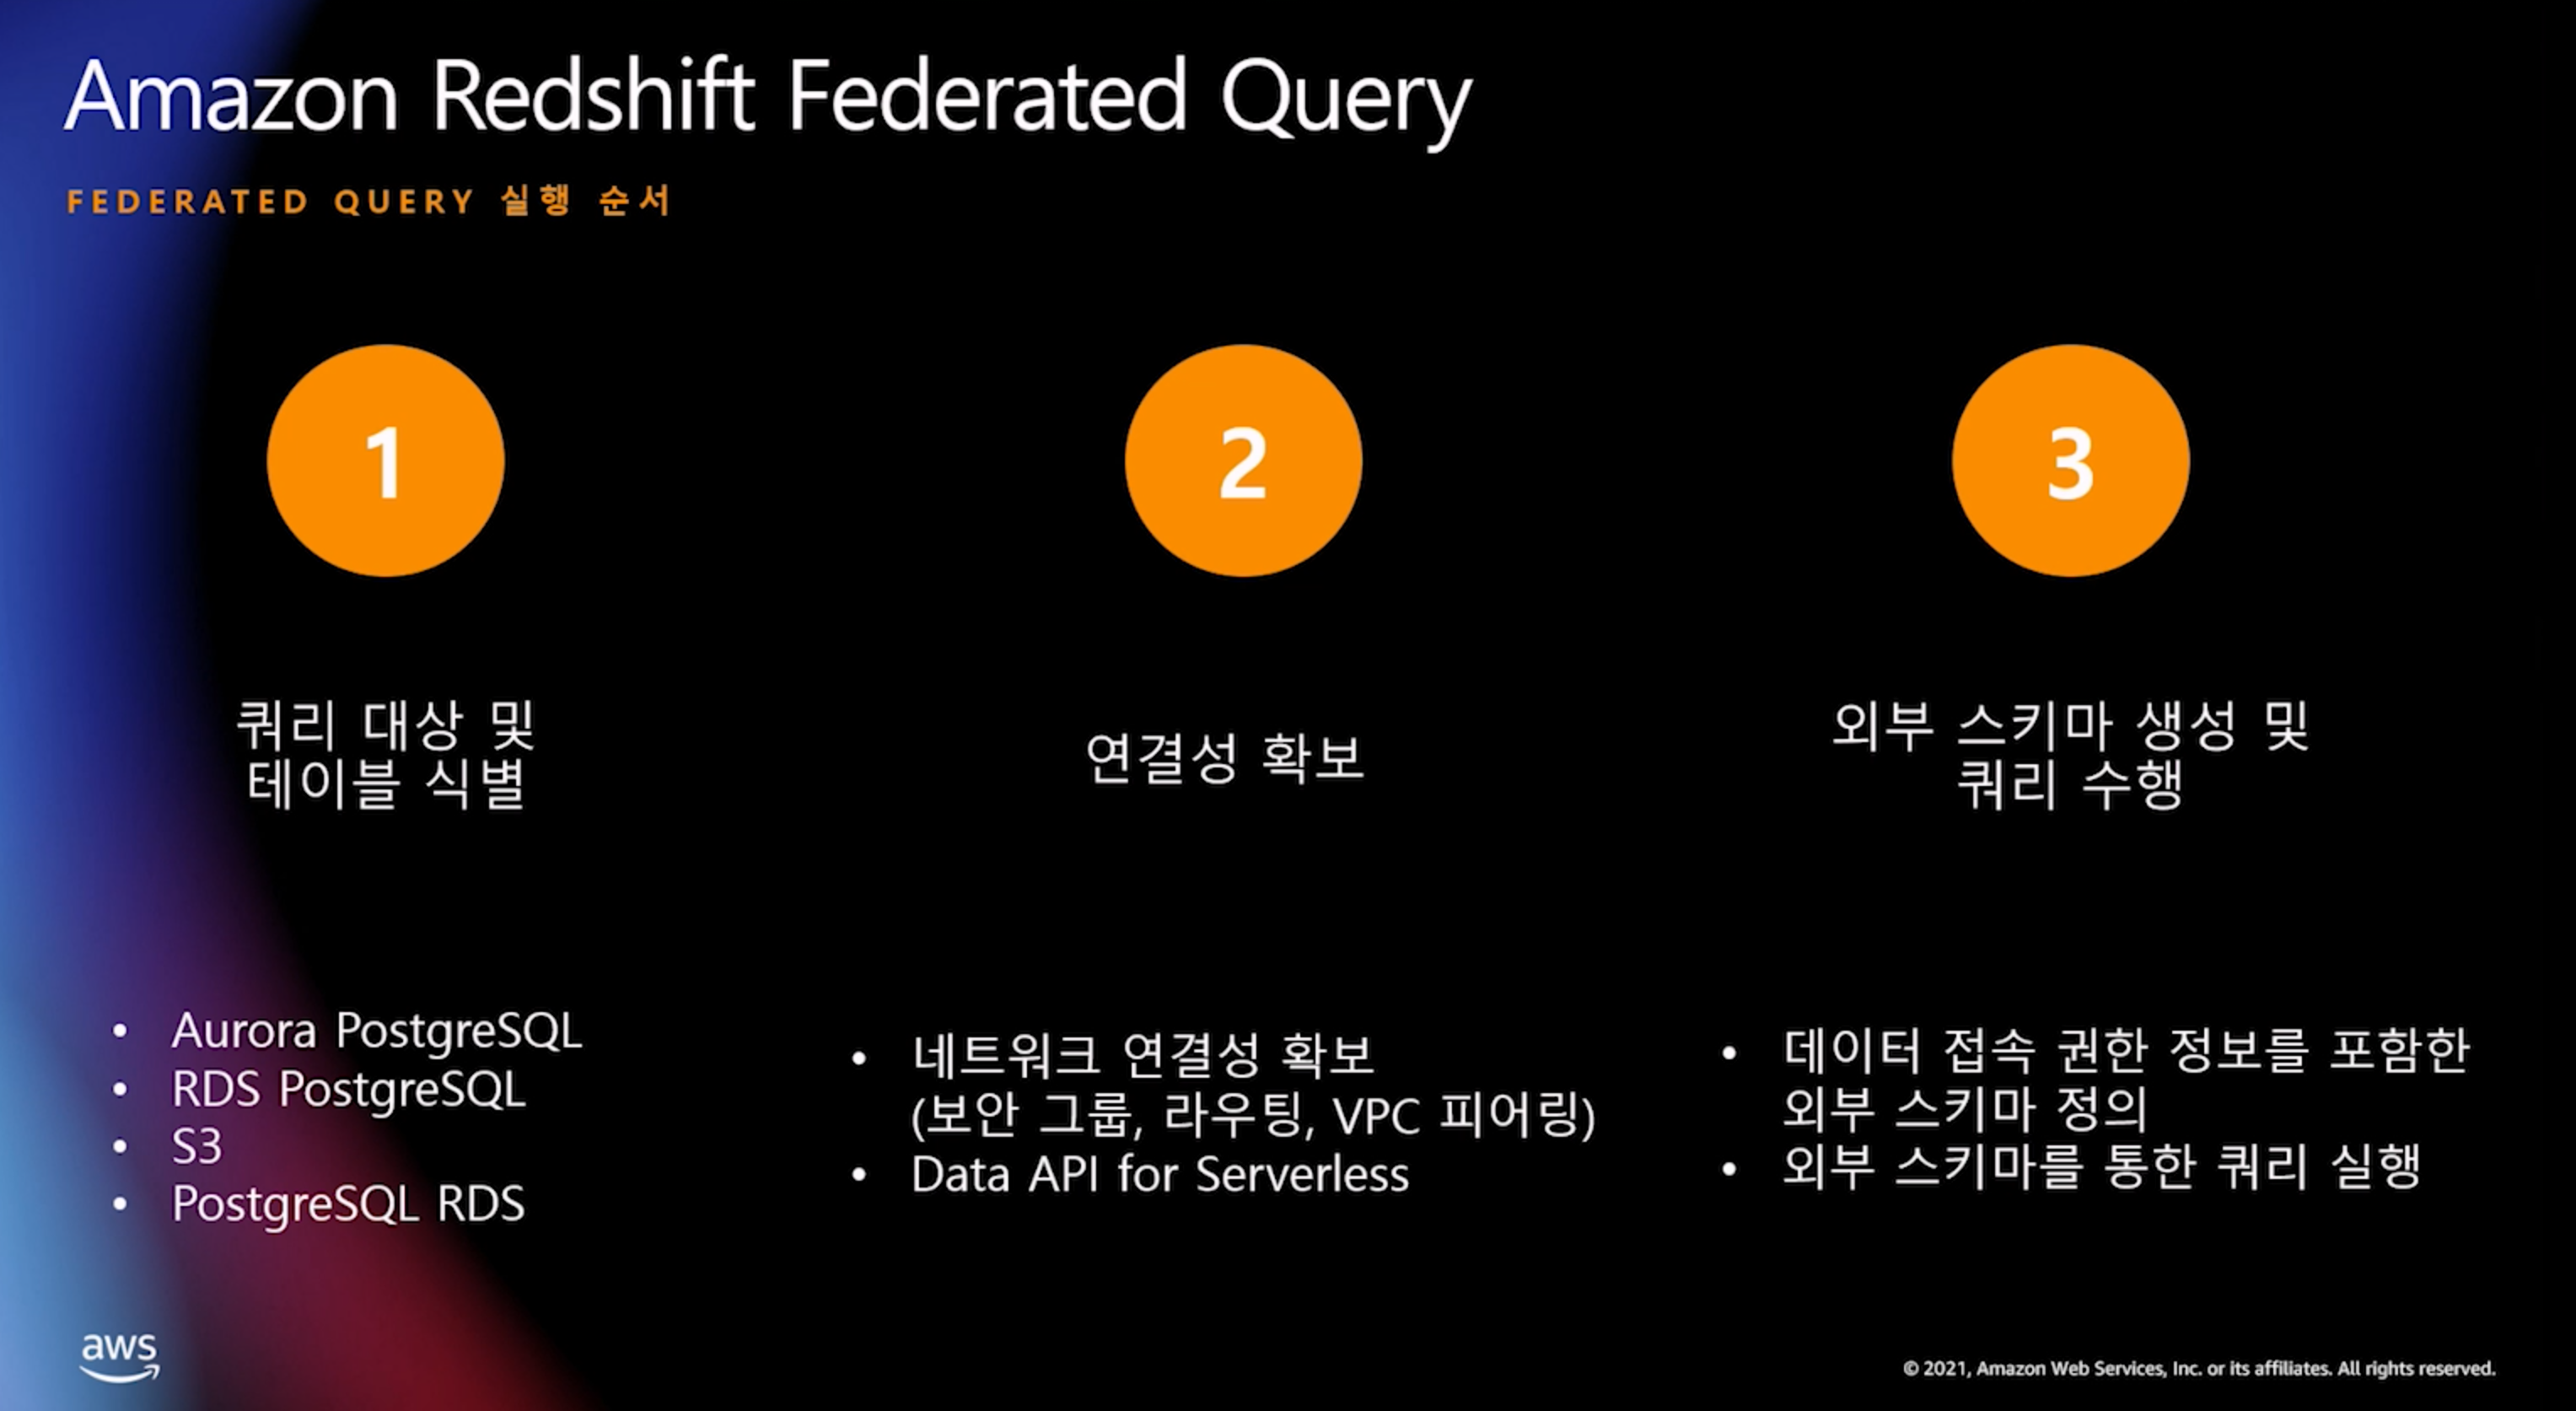 Amazon Redshift Federated Query
FEDERATED QUERY 실행 순서
1
쿼리 대상 및
테이블 식별
• Aurora PostgreSQL
• RDS PostgreSQL
• S3
• PostgreSQL RDS
2
연결성 확보
• 네트워크 연결성 확보
(보안 그룹, 라우팅, VPC 피어링)
• Data API for Serverless
3
외부 스키마 생성 및
쿼리 수행
• 데이터 접속 권한 정보를 포함한
외부 스키마 정의
• 외부 스키마를 통한 쿼리 실행
aws
© 2021, Amazon Web Services, Inc. or its affiliates. All rights reserved.